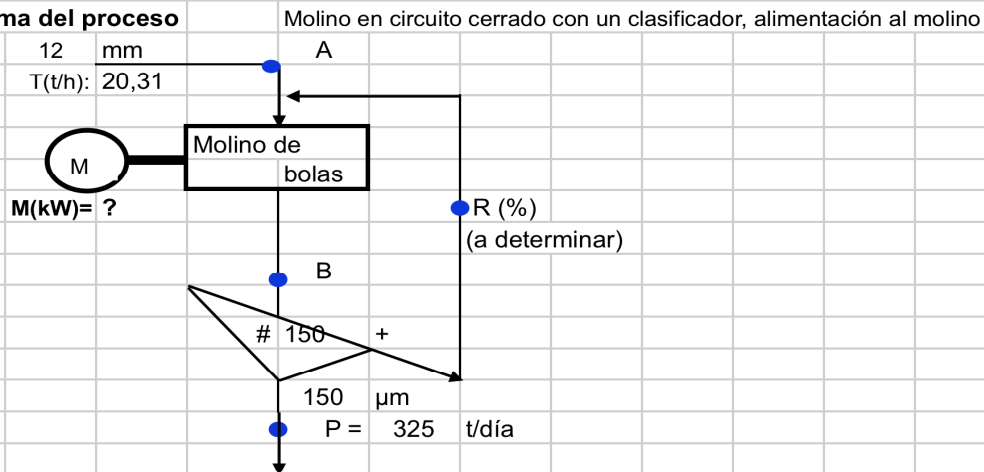 ma del proceso Molino en circuito cerrado con un clasificador, alimentación al molino
12 mm A
T(t/h): 20,31
Molino de
M bolas
M(kW)= ? R (%)
(a determinar)
B
# 150 +
150 µm
P = 325 t/día